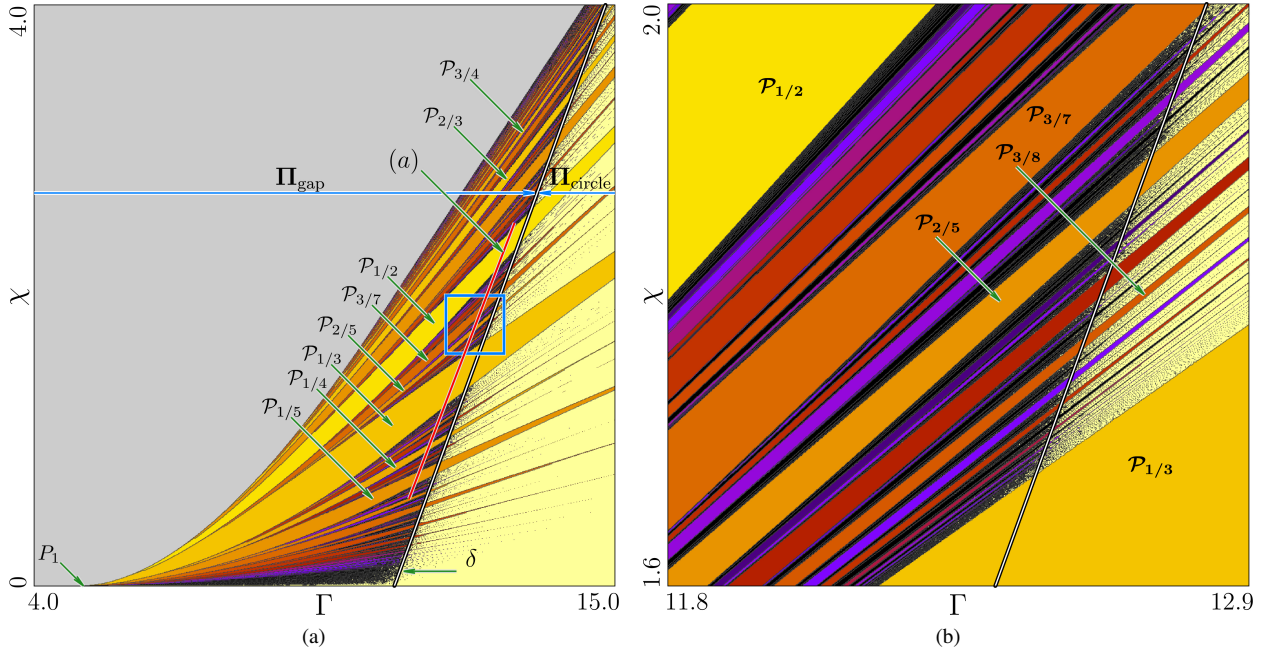 4.0
𝒫3/4
𝒫2/3
(a)
Πgap
Πcircle
𝒫1/2
𝒫3/7
𝒫2/5
𝒫1/3
𝒫1/4
𝒫1/5
χ
P1
δ
0
4.0
Γ
15.0
(a)
2.0
𝒫1/2
𝒫3/7
𝒫3/8
𝒫2/5
𝒫1/3
χ
1.6
11.8
Γ
12.9
(b)